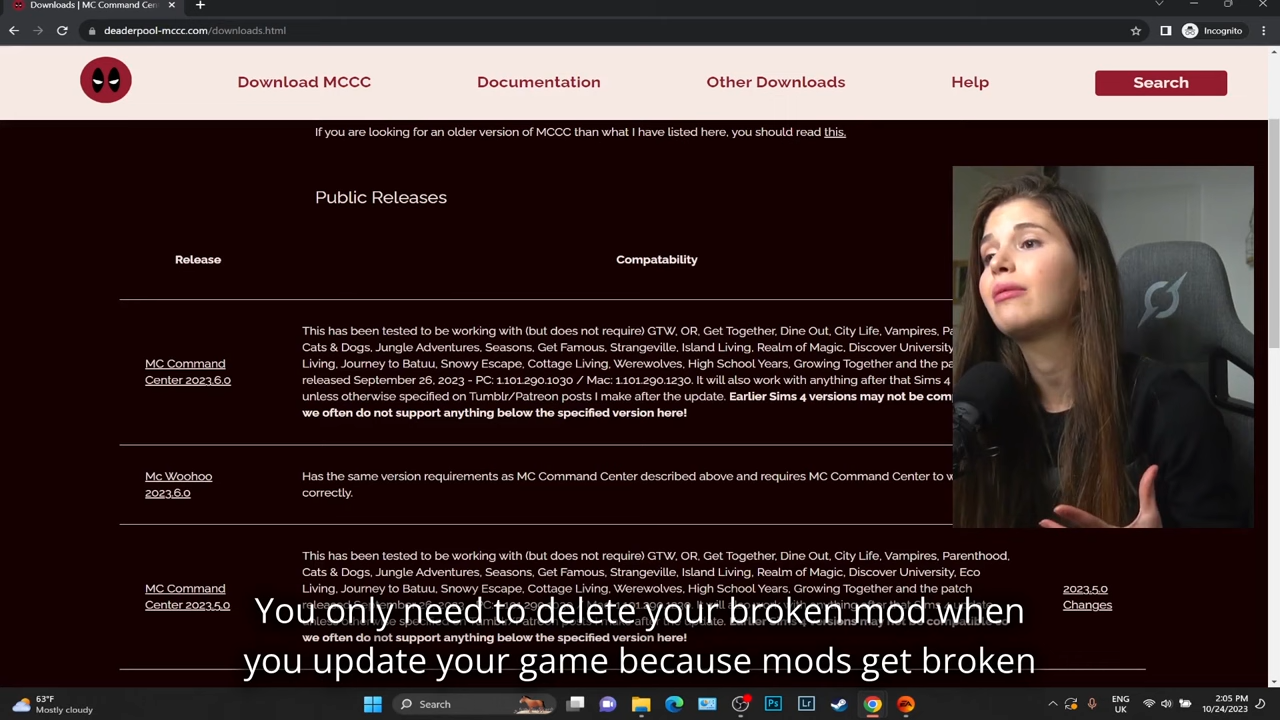 Downloads | MC Command Cent
deaderpool-mccc.com/downloads.html
Incognito
Download MCCC
Documentation
Other Downloads
Help
Search
If you are looking for an older version of MCCC than what I have listed here, you should read this.
Public Releases
Release
Compatability
MC Command
Center 2023.6.0
This has been tested to be working with (but does not require) GTW, OR, Get Together, Dine Out, City Life, Vampires, Pa
Cats & Dogs, Jungle Adventures, Seasons, Get Famous, Strangeville, Island Living, Realm of Magic, Discover University
Living, Journey to Batuu, Snowy Escape, Cottage Living, Werewolves, High School Years, Growing Together and the pa
released September 26, 2023 - PC: 1.101.290.1030 / Mac: 1.101.290.1230. It will also work with anything after that Sims 4
unless otherwise specified on Tumblr/Patreon posts I make after the update. Earlier Sims 4 versions may not be comp
we often do not support anything below the specified version here!
Mc Woohoo
2023.6.0
Has the same version requirements as MC Command Center described above and requires MC Command Center to w
correctly.
MC Command
Center 2023.5.0
This has been tested to be working with (but does not require) GTW, OR, Get Together, Dine Out, City Life, Vampires, Parenthood,
Cats & Dogs, Jungle Adventures, Seasons, Get Famous, Strangeville, Island Living, Realm of Magic, Discover University, Eco
Living, Journey to Batuu, Snowy Escape, Cottage Living, Werewolves, High School Years, Growing Together and the patch
we often do not support anything below the specified version here!
2023.5.0
Changes
You only need to delete your broken mod when
you update your game because mods get broken
63°F
Mostly cloudy
Search
ENG
UK
2:05 PM
10/24/2023